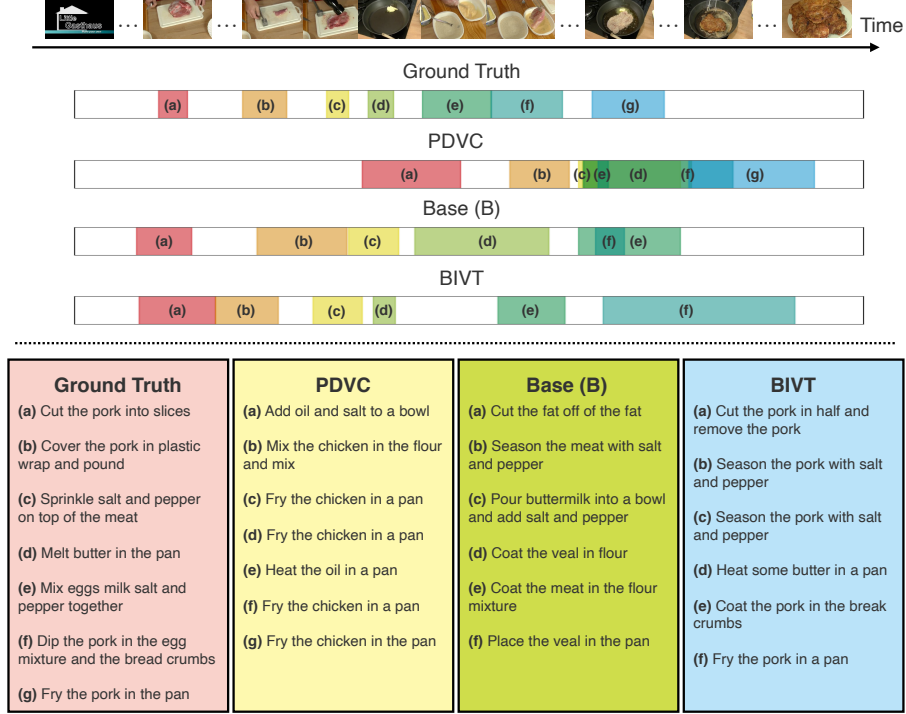 Little
Gasthaus
Time
Ground Truth
(a) (b) (c) (d) (e) (f) (g)
PDVC
(a) (b) (c) (e) (d) (f) (g)
Base (B)
(a) (b) (c) (d) (f) (e)
BIVT
(a) (b) (c) (d) (e) (f)
Ground Truth
(a) Cut the pork into slices
(b) Cover the pork in plastic
wrap and pound
(c) Sprinkle salt and pepper
on top of the meat
(d) Melt butter in the pan
(e) Mix eggs milk salt and
pepper together
(f) Dip the pork in the egg
mixture and the bread crumbs
(g) Fry the pork in the pan
PDVC
(a) Add oil and salt to a bowl
(b) Mix the chicken in the flour
and mix
(c) Fry the chicken in a pan
(d) Fry the chicken in a pan
(e) Heat the oil in a pan
(f) Fry the chicken in a pan
(g) Fry the chicken in the pan
Base (B)
(a) Cut the fat off of the fat
(b) Season the meat with salt
and pepper
(c) Pour buttermilk into a bowl
and add salt and pepper
(d) Coat the veal in flour
(e) Coat the meat in the flour
mixture
(f) Place the veal in the pan
BIVT
(a) Cut the pork in half and
remove the pork
(b) Season the pork with salt
and pepper
(c) Season the pork with salt
and pepper
(d) Heat some butter in a pan
(e) Coat the pork in the break
crumbs
(f) Fry the pork in a pan